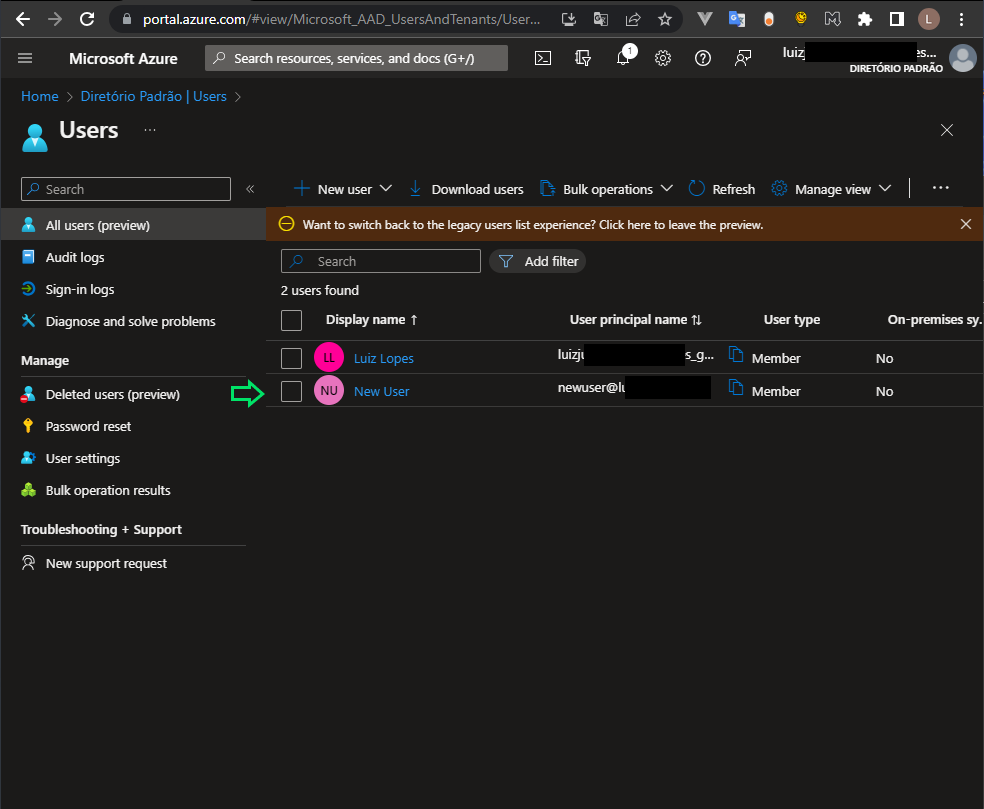 portal.azure.com/#view/Microsoft_AAD_UsersAndTenants/User...
L
Microsoft Azure
Search resources, services, and docs (G+/)
1
luiz es...
DIRETÓRIO PADRÃO
Home > Diretório Padrão | Users >
Users ...
Search «
New user
Download users
Bulk operations
Refresh
Manage view
...
All users (preview)
Audit logs
Sign-in logs
Diagnose and solve problems
Manage
Deleted users (preview)
Password reset
User settings
Bulk operation results
Troubleshooting + Support
New support request
Want to switch back to the legacy users list experience? Click here to leave the preview.
Search
Add filter
2 users found
Display name ↑ User principal name ↑↓ User type On-premises sy.
LL Luiz Lopes luizju s_g... Member No
NU New User newuser@lu Member No